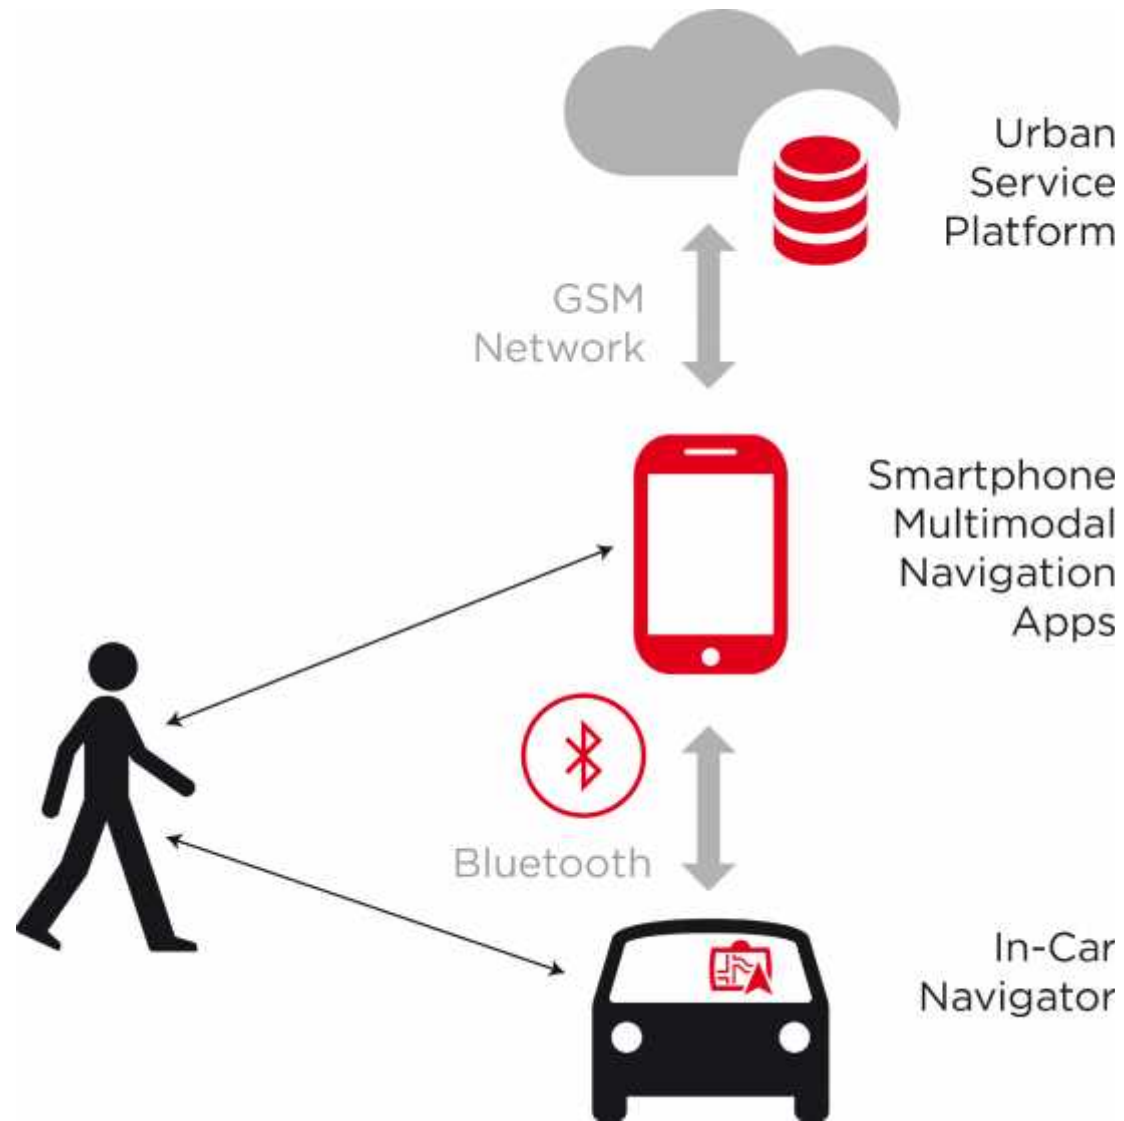 Urban
Service
Platform
GSM
Network
Smartphone
Multimodal
Navigation
Apps
Bluetooth
In-Car
Navigator